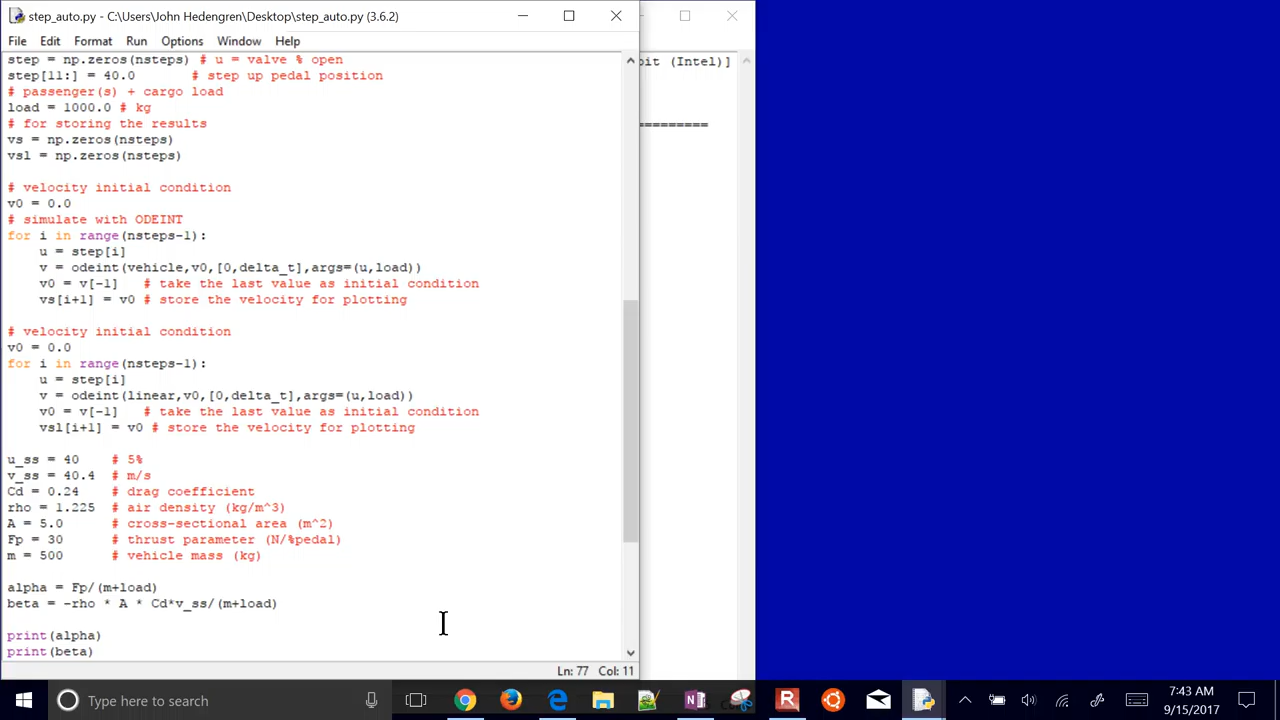 step_auto.py - C:\Users\John Hedengren\Desktop\step_auto.py (3.6.2)
File Edit Format Run Options Window Help
step = np.zeros(nsteps) # u = valve % open
step[11:] = 40.0       # step up pedal position
# passenger(s) + cargo load
load = 1000.0 # kg
# for storing the results
vs = np.zeros(nsteps)
vsl = np.zeros(nsteps)
# velocity initial condition
v0 = 0.0
# simulate with ODEINT
for i in range(nsteps-1):
    u = step[i]
    v = odeint(vehicle,v0,[0,delta_t],args=(u,load))
    v0 = v[-1]   # take the last value as initial condition
    vs[i+1] = v0 # store the velocity for plotting
# velocity initial condition
v0 = 0.0
for i in range(nsteps-1):
    u = step[i]
    v = odeint(linear,v0,[0,delta_t],args=(u,load))
    v0 = v[-1]   # take the last value as initial condition
    vsl[i+1] = v0 # store the velocity for plotting
u_ss = 40    # 5%
v_ss = 40.4  # m/s
Cd = 0.24    # drag coefficient
rho = 1.225  # air density (kg/m^3)
A = 5.0      # cross-sectional area (m^2)
Fp = 30      # thrust parameter (N/%pedal)
m = 500      # vehicle mass (kg)
alpha = Fp/(m+load)
beta = -rho * A * Cd*v_ss/(m+load)
print(alpha)
print(beta)
Ln: 77 Col: 11
bit (Intel)]
=========
Type here to search
7:43 AM
9/15/2017